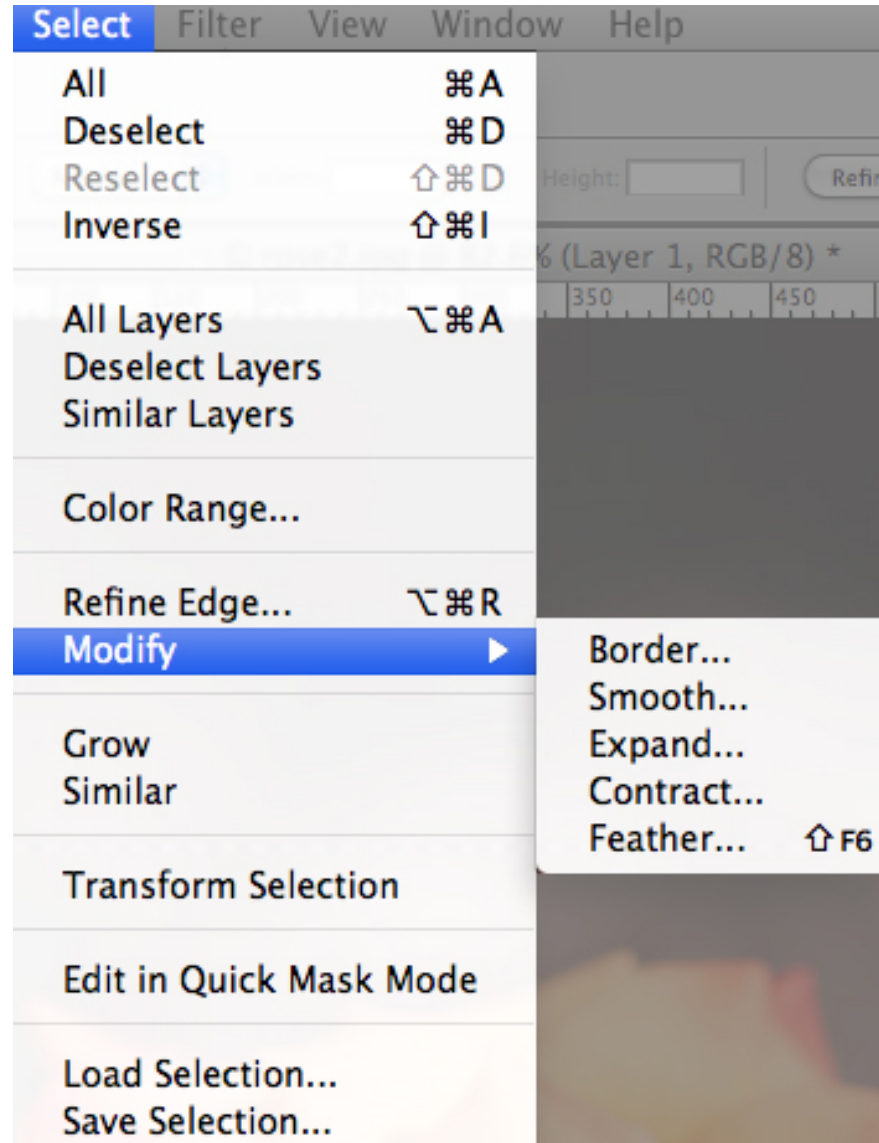 Select Filter View Window Help
All ⌘A
Deselect ⌘D
Reselect ⇧⌘D
Height: Refin
Inverse ⇧⌘I
% (Layer 1, RGB/8) *
350 400 450
All Layers ⌥⌘A
Deselect Layers
Similar Layers
Color Range...
Refine Edge... ⌥⌘R
Modify ▶
Border...
Smooth...
Expand...
Contract...
Feather... ⇧F6
Grow
Similar
Transform Selection
Edit in Quick Mask Mode
Load Selection...
Save Selection...